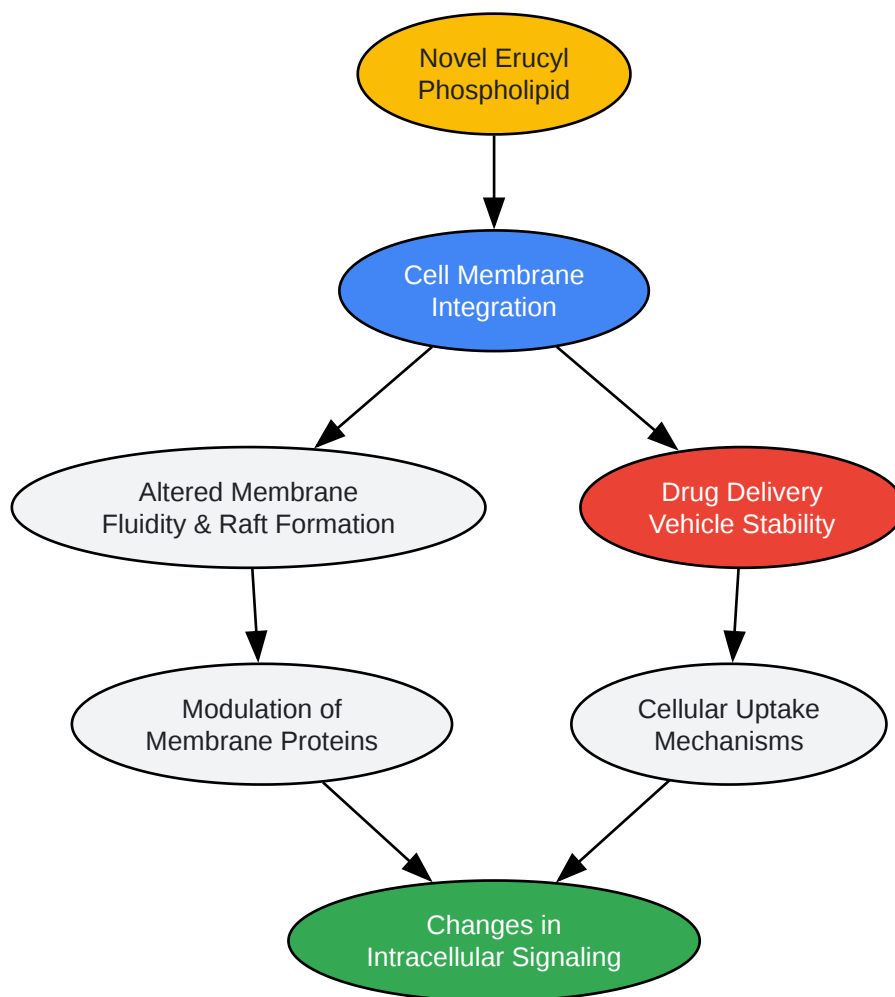 Novel Erucyl
Phospholipid
Cell Membrane
Integration
Altered Membrane
Fluidity & Raft Formation
Drug Delivery
Vehicle Stability
Modulation of
Membrane Proteins
Cellular Uptake
Mechanisms
Changes in
Intracellular Signaling